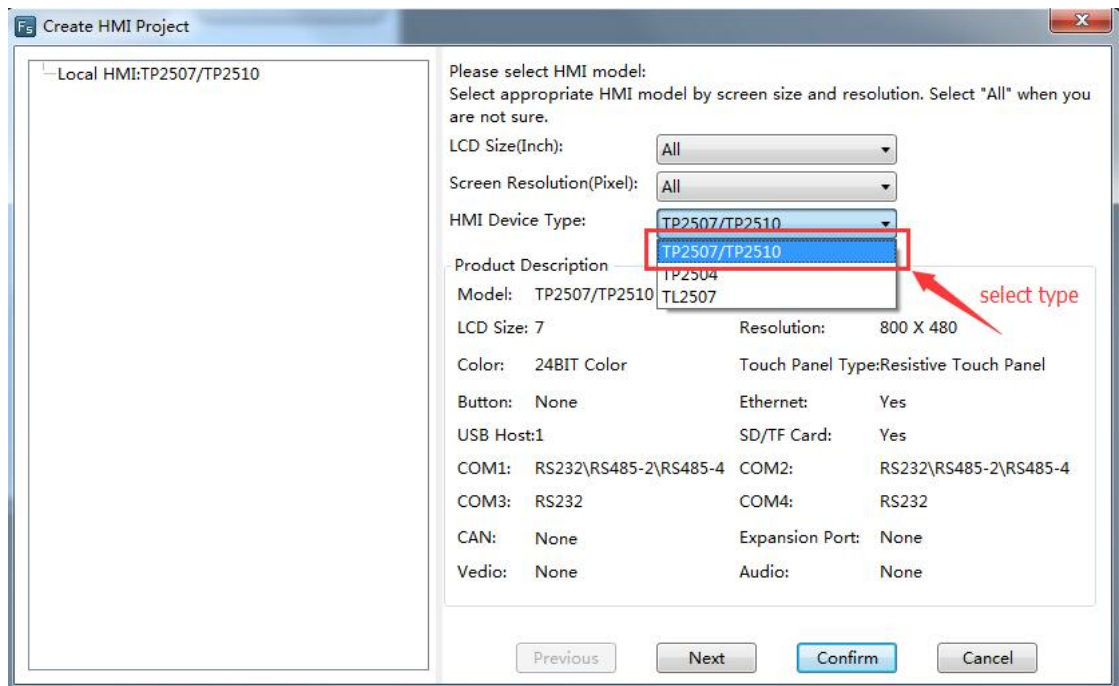 Fs Create HMI Project
Local HMI:TP2507/TP2510
Please select HMI model:
Select appropriate HMI model by screen size and resolution. Select "All" when you
are not sure.
LCD Size(Inch): All
Screen Resolution(Pixel): All
HMI Device Type: TP2507/TP2510
TP2507/TP2510
Product Description TP2504
Model: TP2507/TP2510 TL2507 select type
LCD Size: 7 Resolution: 800 X 480
Color: 24BIT Color Touch Panel Type:Resistive Touch Panel
Button: None Ethernet: Yes
USB Host:1 SD/TF Card: Yes
COM1: RS232\RS485-2\RS485-4 COM2: RS232\RS485-2\RS485-4
COM3: RS232 COM4: RS232
CAN: None Expansion Port: None
Vedio: None Audio: None
Previous Next Confirm Cancel